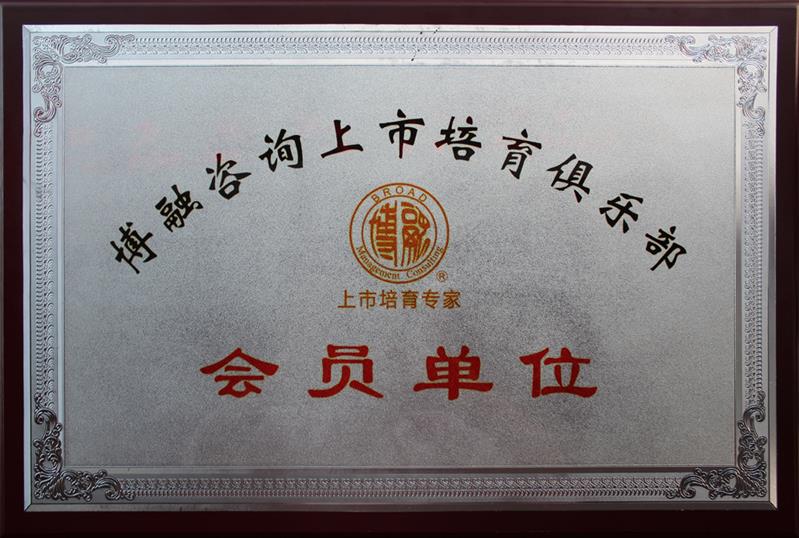 博融咨询上市培育俱乐部
BROAD
博融
Management Consulting
®
上市培育专家
会员单位